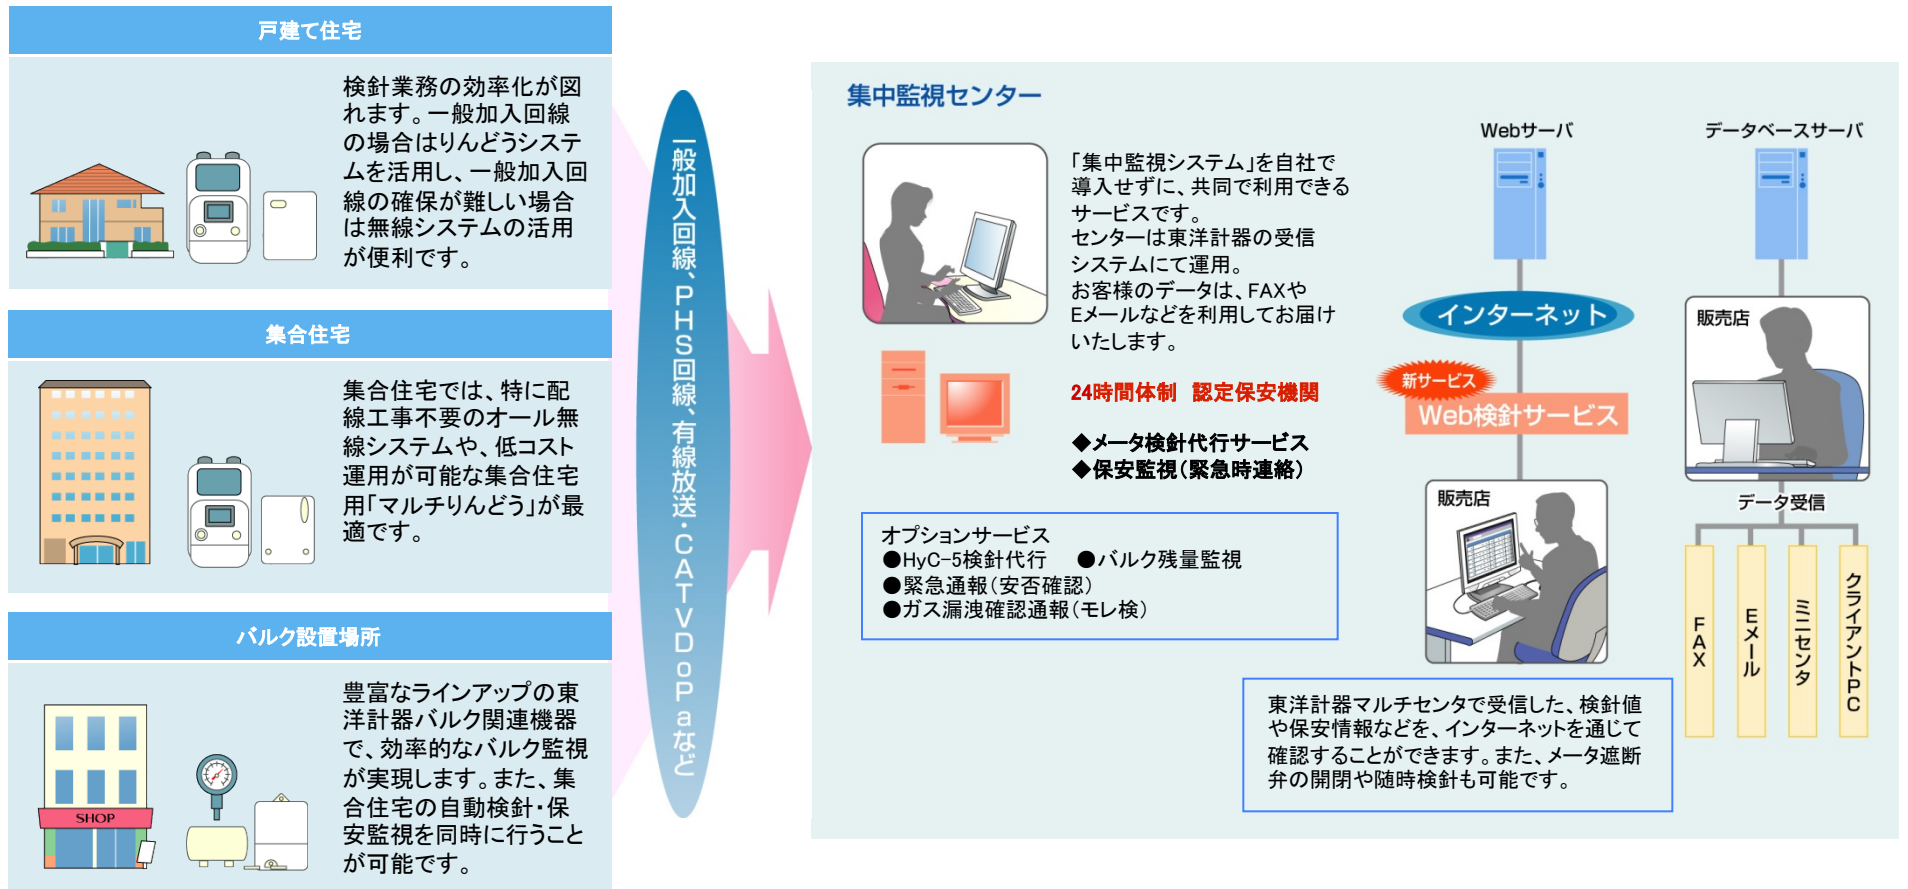 戸建て住宅
検針業務の効率化が図
れます。一般加入回線
の場合はりんどうシステ
ムを活用し、一般加入回
線の確保が難しい場合
は無線システムの活用
が便利です。
集合住宅
集合住宅では、特に配
線工事不要のオール無
線システムや、低コスト
運用が可能な集合住宅
用「マルチりんどう」が最
適です。
バルク設置場所
SHOP
豊富なラインアップの東
洋計器バルク関連機器
で、効率的なバルク監視
が実現します。また、集
合住宅の自動検針・保
安監視を同時に行うこと
が可能です。
一般加入回線、PHS回線、有線放送・CATVDoPaなど
集中監視センター
「集中監視システム」を自社で
導入せずに、共同で利用できる
サービスです。
センターは東洋計器の受信
システムにて運用。
お客様のデータは、FAXや
Eメールなどを利用してお届け
いたします。
24時間体制　認定保安機関
◆メータ検針代行サービス
◆保安監視（緊急時連絡）
オプションサービス
●HyC-5検針代行　●バルク残量監視
●緊急通報（安否確認）
●ガス漏洩確認通報（モレ検）
Webサーバ
インターネット
新サービス
Web検針サービス
販売店
東洋計器マルチセンタで受信した、検針値
や保安情報などを、インターネットを通じて
確認することができます。また、メータ遮断
弁の開閉や随時検針も可能です。
データベースサーバ
販売店
データ受信
FAX
Eメール
ミニセンタ
クライアントPC